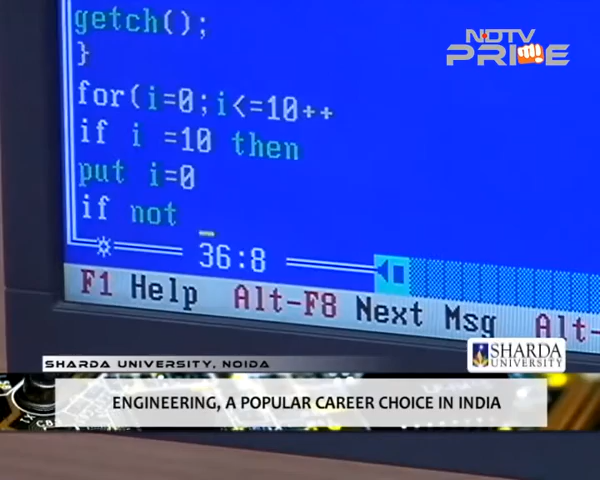 getch();
}
for(i=0;i<=10++
if i =10 then
put i=0
if not _
36:8
F1 Help Alt-F8 Next Msg Alt-
NDTV
PRIME
SHARDA UNIVERSITY, NOIDA
SHARDA
UNIVERSITY
ENGINEERING, A POPULAR CAREER CHOICE IN INDIA